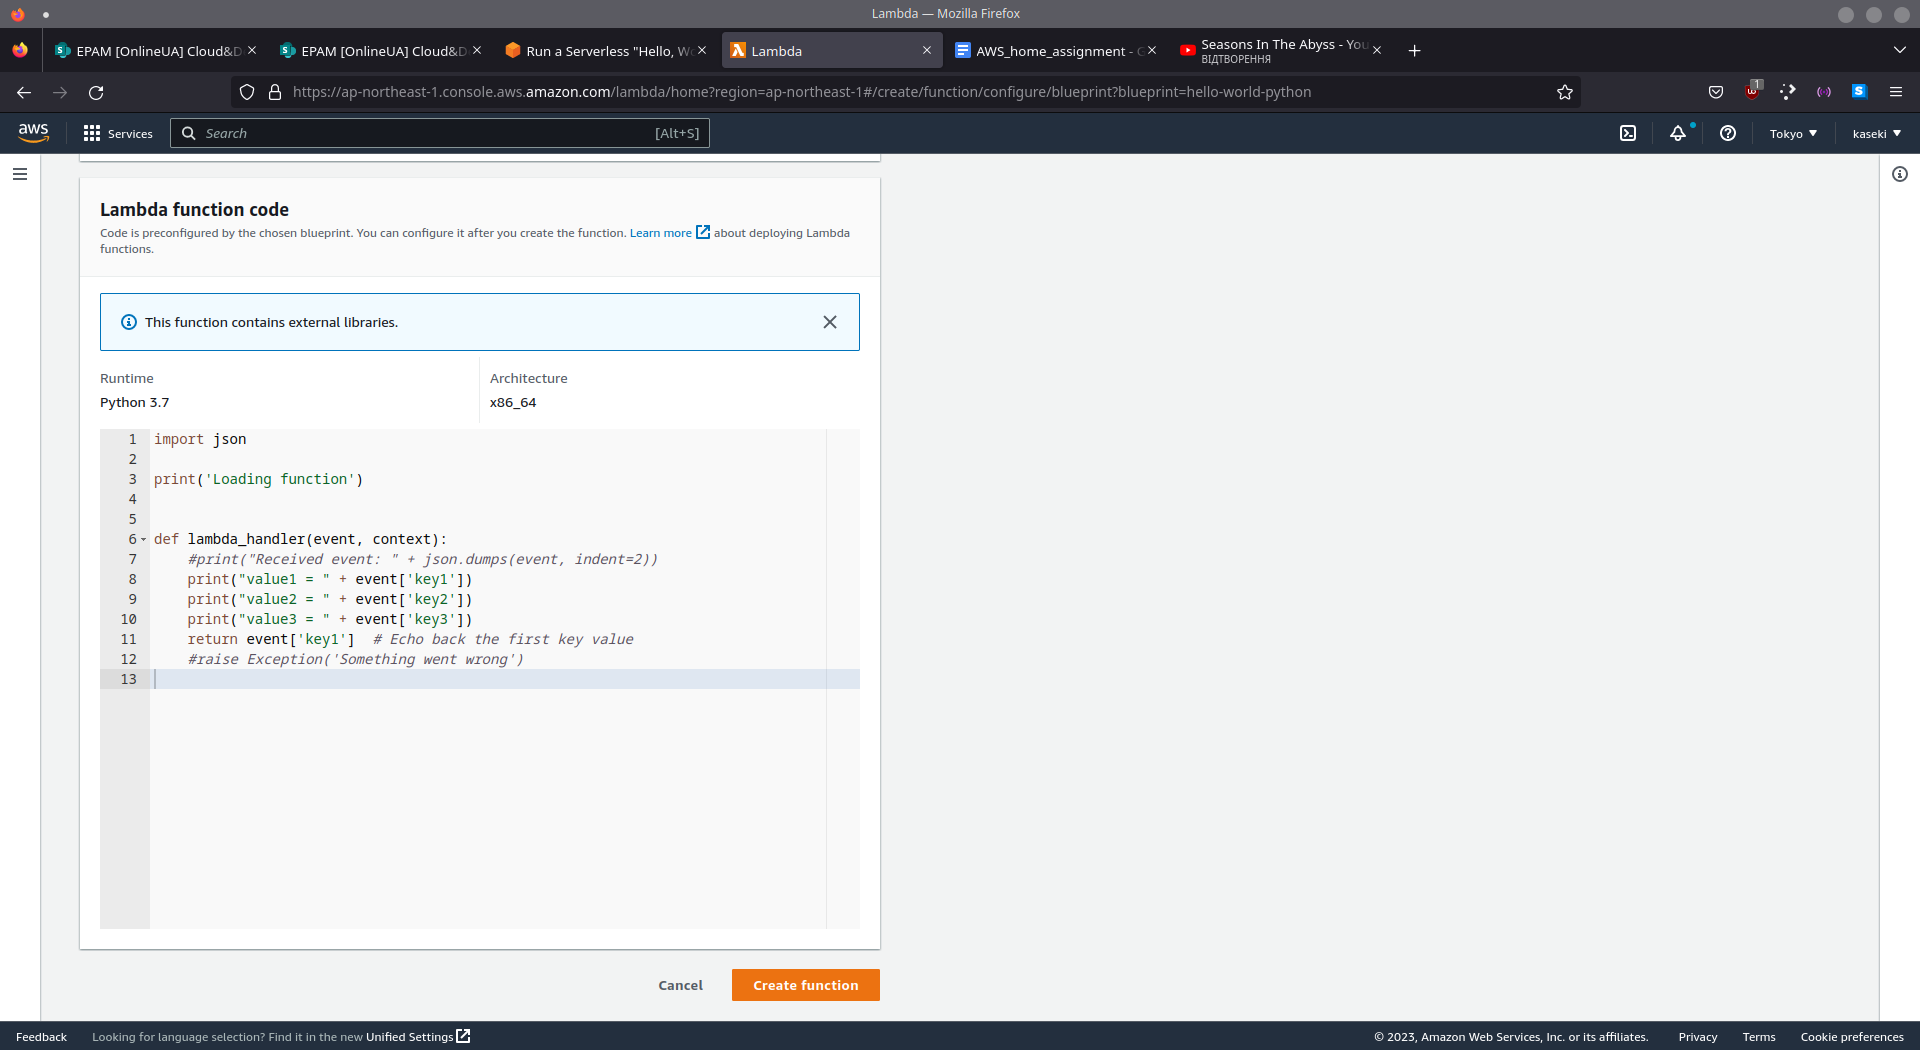 Lambda — Mozilla Firefox
EPAM [OnlineUA] Cloud&D
EPAM [OnlineUA] Cloud&D
Run a Serverless "Hello, Wo
Lambda
AWS_home_assignment - G
Seasons In The Abyss - You
ВІДТВОРЕННЯ
https://ap-northeast-1.console.aws.amazon.com/lambda/home?region=ap-northeast-1#/create/function/configure/blueprint?blueprint=hello-world-python
1
aws
Services
Search
[Alt+S]
Tokyo
kaseki
Lambda function code
Code is preconfigured by the chosen blueprint. You can configure it after you create the function. Learn more about deploying Lambda
functions.
This function contains external libraries.
Runtime
Python 3.7
Architecture
x86_64
1 import json
2
3 print('Loading function')
4
5
6 def lambda_handler(event, context):
7     #print("Received event: " + json.dumps(event, indent=2))
8     print("value1 = " + event['key1'])
9     print("value2 = " + event['key2'])
10     print("value3 = " + event['key3'])
11     return event['key1']  # Echo back the first key value
12     #raise Exception('Something went wrong')
13
Cancel
Create function
Feedback
Looking for language selection? Find it in the new Unified Settings
© 2023, Amazon Web Services, Inc. or its affiliates.
Privacy
Terms
Cookie preferences